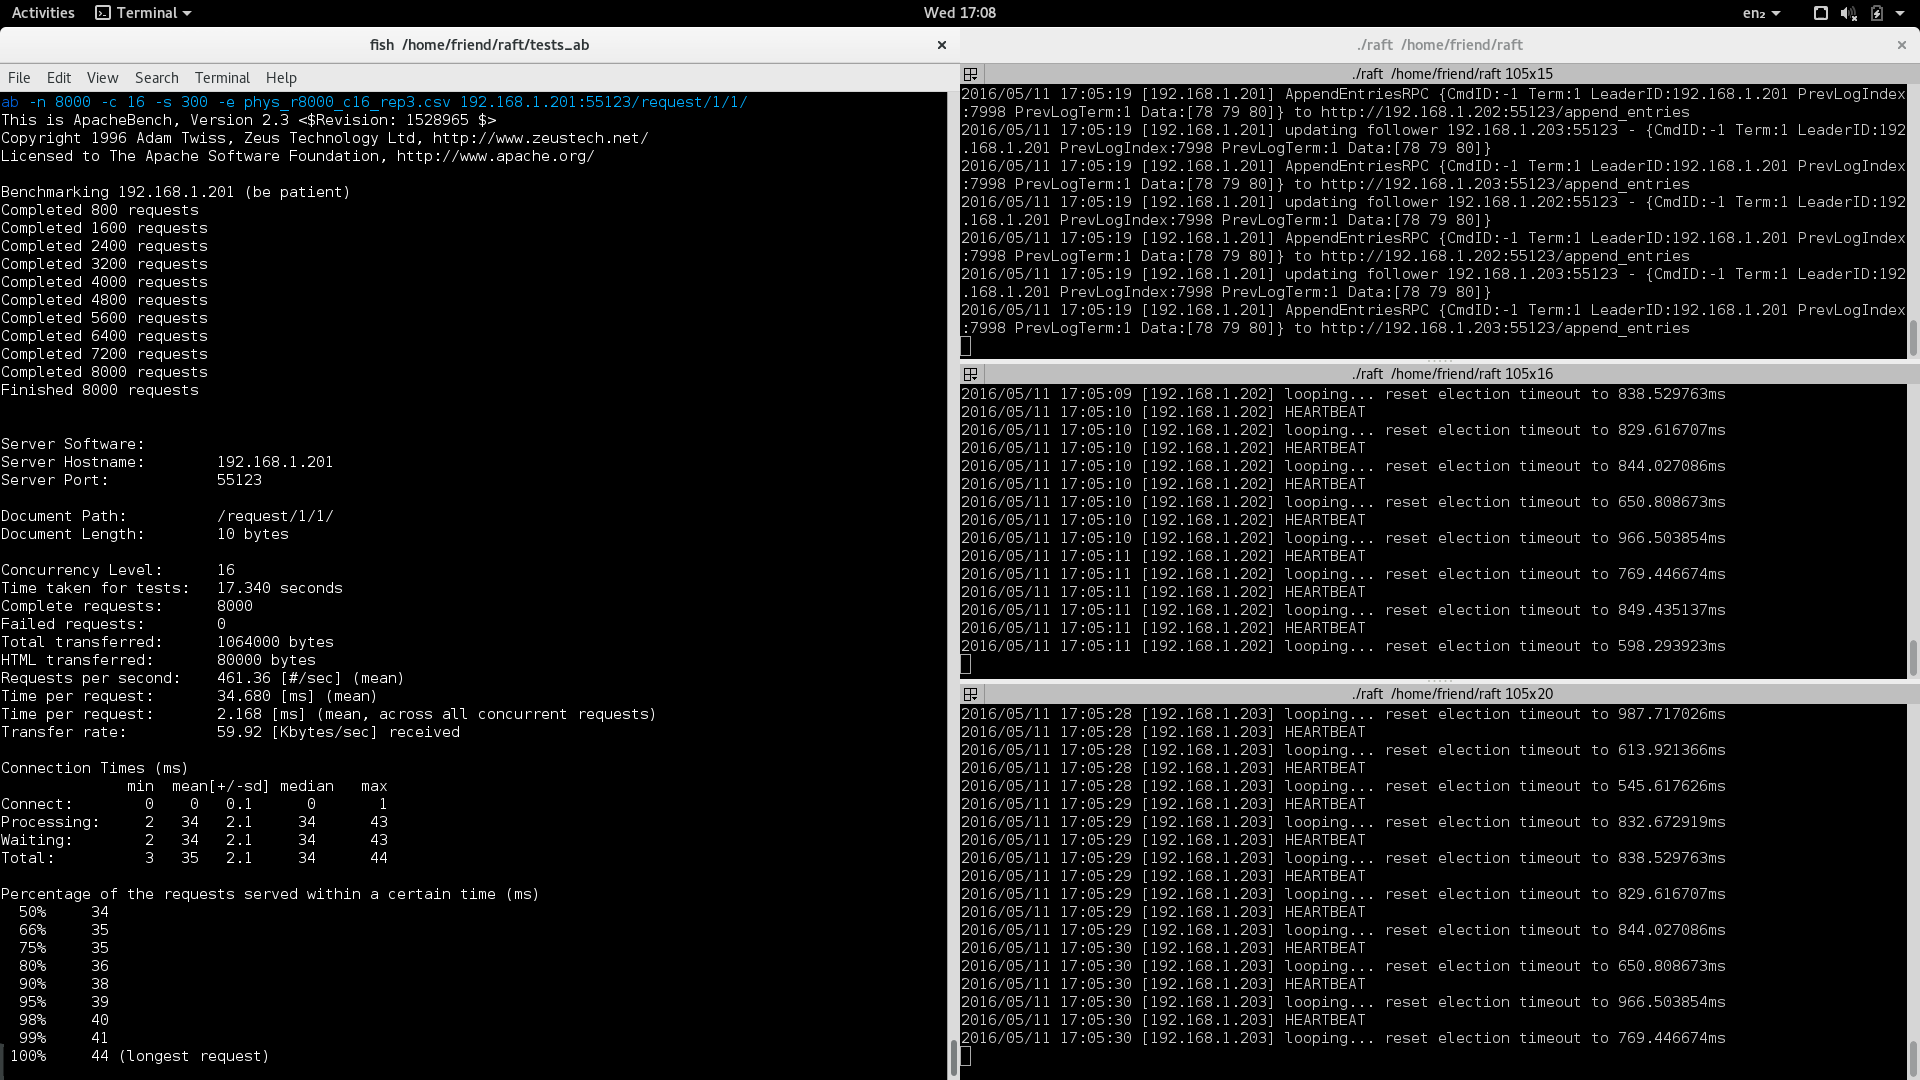 Activities Terminal Wed 17:08 en₂
fish /home/friend/raft/tests_ab
File Edit View Search Terminal Help
ab -n 8000 -c 16 -s 300 -e phys_r8000_c16_rep3.csv 192.168.1.201:55123/request/1/1/
This is ApacheBench, Version 2.3 <$Revision: 1528965 $>
Copyright 1996 Adam Twiss, Zeus Technology Ltd, http://www.zeustech.net/
Licensed to The Apache Software Foundation, http://www.apache.org/
Benchmarking 192.168.1.201 (be patient)
Completed 800 requests
Completed 1600 requests
Completed 2400 requests
Completed 3200 requests
Completed 4000 requests
Completed 4800 requests
Completed 5600 requests
Completed 6400 requests
Completed 7200 requests
Completed 8000 requests
Finished 8000 requests
Server Software:
Server Hostname: 192.168.1.201
Server Port: 55123
Document Path: /request/1/1/
Document Length: 10 bytes
Concurrency Level: 16
Time taken for tests: 17.340 seconds
Complete requests: 8000
Failed requests: 0
Total transferred: 1064000 bytes
HTML transferred: 80000 bytes
Requests per second: 461.36 [#/sec] (mean)
Time per request: 34.680 [ms] (mean)
Time per request: 2.168 [ms] (mean, across all concurrent requests)
Transfer rate: 59.92 [Kbytes/sec] received
Connection Times (ms)
min mean[+/-sd] median max
Connect: 0 0 0.1 0 1
Processing: 2 34 2.1 34 43
Waiting: 2 34 2.1 34 43
Total: 3 35 2.1 34 44
Percentage of the requests served within a certain time (ms)
50% 34
66% 35
75% 35
80% 36
90% 38
95% 39
98% 40
99% 41
100% 44 (longest request)
./raft /home/friend/raft
./raft /home/friend/raft 105x15
2016/05/11 17:05:19 [192.168.1.201] AppendEntriesRPC {CmdID:-1 Term:1 LeaderID:192.168.1.201 PrevLogIndex
:7998 PrevLogTerm:1 Data:[78 79 80]} to http://192.168.1.202:55123/append_entries
2016/05/11 17:05:19 [192.168.1.201] updating follower 192.168.1.203:55123 - {CmdID:-1 Term:1 LeaderID:192
.168.1.201 PrevLogIndex:7998 PrevLogTerm:1 Data:[78 79 80]}
2016/05/11 17:05:19 [192.168.1.201] AppendEntriesRPC {CmdID:-1 Term:1 LeaderID:192.168.1.201 PrevLogIndex
:7998 PrevLogTerm:1 Data:[78 79 80]} to http://192.168.1.203:55123/append_entries
2016/05/11 17:05:19 [192.168.1.201] updating follower 192.168.1.202:55123 - {CmdID:-1 Term:1 LeaderID:192
.168.1.201 PrevLogIndex:7998 PrevLogTerm:1 Data:[78 79 80]}
2016/05/11 17:05:19 [192.168.1.201] AppendEntriesRPC {CmdID:-1 Term:1 LeaderID:192.168.1.201 PrevLogIndex
:7998 PrevLogTerm:1 Data:[78 79 80]} to http://192.168.1.202:55123/append_entries
2016/05/11 17:05:19 [192.168.1.201] updating follower 192.168.1.203:55123 - {CmdID:-1 Term:1 LeaderID:192
.168.1.201 PrevLogIndex:7998 PrevLogTerm:1 Data:[78 79 80]}
2016/05/11 17:05:19 [192.168.1.201] AppendEntriesRPC {CmdID:-1 Term:1 LeaderID:192.168.1.201 PrevLogIndex
:7998 PrevLogTerm:1 Data:[78 79 80]} to http://192.168.1.203:55123/append_entries
./raft /home/friend/raft 105x16
2016/05/11 17:05:09 [192.168.1.202] looping... reset election timeout to 838.529763ms
2016/05/11 17:05:10 [192.168.1.202] HEARTBEAT
2016/05/11 17:05:10 [192.168.1.202] looping... reset election timeout to 829.616707ms
2016/05/11 17:05:10 [192.168.1.202] HEARTBEAT
2016/05/11 17:05:10 [192.168.1.202] looping... reset election timeout to 844.027086ms
2016/05/11 17:05:10 [192.168.1.202] HEARTBEAT
2016/05/11 17:05:10 [192.168.1.202] looping... reset election timeout to 650.808673ms
2016/05/11 17:05:10 [192.168.1.202] HEARTBEAT
2016/05/11 17:05:10 [192.168.1.202] looping... reset election timeout to 966.503854ms
2016/05/11 17:05:11 [192.168.1.202] HEARTBEAT
2016/05/11 17:05:11 [192.168.1.202] looping... reset election timeout to 769.446674ms
2016/05/11 17:05:11 [192.168.1.202] HEARTBEAT
2016/05/11 17:05:11 [192.168.1.202] looping... reset election timeout to 849.435137ms
2016/05/11 17:05:11 [192.168.1.202] HEARTBEAT
2016/05/11 17:05:11 [192.168.1.202] looping... reset election timeout to 598.293923ms
./raft /home/friend/raft 105x20
2016/05/11 17:05:28 [192.168.1.203] looping... reset election timeout to 987.717026ms
2016/05/11 17:05:28 [192.168.1.203] HEARTBEAT
2016/05/11 17:05:28 [192.168.1.203] looping... reset election timeout to 613.921366ms
2016/05/11 17:05:28 [192.168.1.203] HEARTBEAT
2016/05/11 17:05:28 [192.168.1.203] looping... reset election timeout to 545.617626ms
2016/05/11 17:05:29 [192.168.1.203] HEARTBEAT
2016/05/11 17:05:29 [192.168.1.203] looping... reset election timeout to 832.672919ms
2016/05/11 17:05:29 [192.168.1.203] HEARTBEAT
2016/05/11 17:05:29 [192.168.1.203] looping... reset election timeout to 838.529763ms
2016/05/11 17:05:29 [192.168.1.203] HEARTBEAT
2016/05/11 17:05:29 [192.168.1.203] looping... reset election timeout to 829.616707ms
2016/05/11 17:05:29 [192.168.1.203] HEARTBEAT
2016/05/11 17:05:29 [192.168.1.203] looping... reset election timeout to 844.027086ms
2016/05/11 17:05:30 [192.168.1.203] HEARTBEAT
2016/05/11 17:05:30 [192.168.1.203] looping... reset election timeout to 650.808673ms
2016/05/11 17:05:30 [192.168.1.203] HEARTBEAT
2016/05/11 17:05:30 [192.168.1.203] looping... reset election timeout to 966.503854ms
2016/05/11 17:05:30 [192.168.1.203] HEARTBEAT
2016/05/11 17:05:30 [192.168.1.203] looping... reset election timeout to 769.446674ms